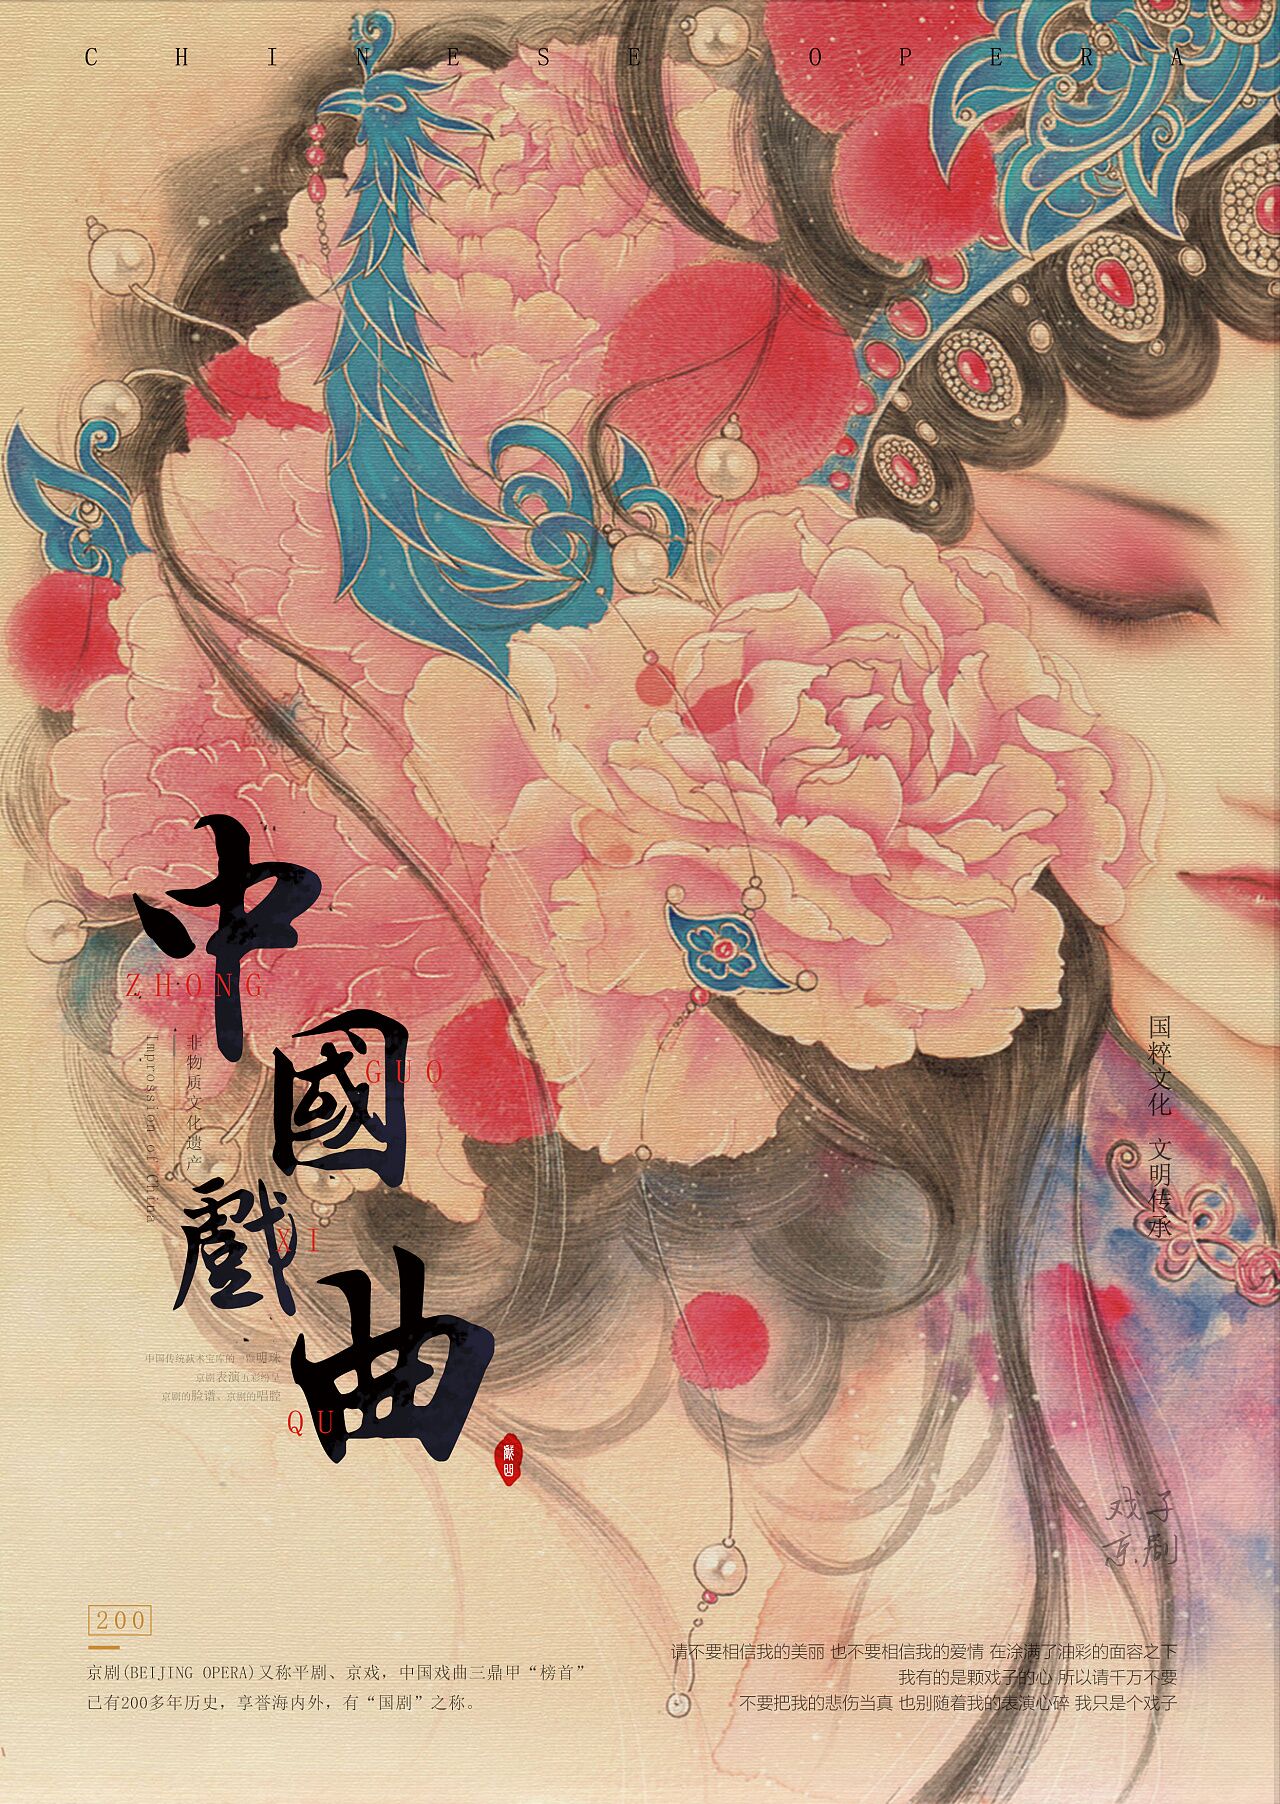 CHINESE OPERA
中
ZHONG
國
GUO
戲
XI
曲
QU
非物质文化遗产
Improssion of China
国粹文化 文明传承
中国传统艺术宝库的一颗明珠
京剧表演五彩纷呈
京剧的脸谱、京剧的唱腔
戏子
京剧
200
京剧(BEIJING OPERA)又称平剧、京戏，中国戏曲三鼎甲“榜首”
已有200多年历史，享誉海内外，有“国剧”之称。
请不要相信我的美丽 也不要相信我的爱情 在涂满了油彩的面容之下
我有的是颗戏子的心 所以请千万不要
不要把我的悲伤当真 也别随着我的表演心碎 我只是个戏子